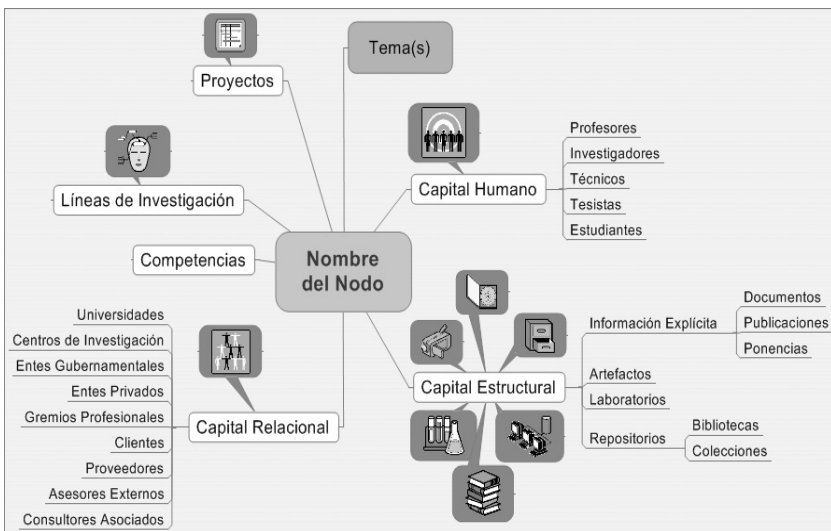 Tema(s)
Proyectos
Líneas de Investigación
Competencias
Nombre
del Nodo
Capital Humano
Profesores
Investigadores
Técnicos
Tesistas
Estudiantes
Universidades
Centros de Investigación
Entes Gubernamentales
Entes Privados
Gremios Profesionales
Clientes
Proveedores
Asesores Externos
Consultores Asociados
Capital Relacional
Capital Estructural
Información Explícita
Documentos
Publicaciones
Ponencias
Artefactos
Laboratorios
Repositorios
Bibliotecas
Colecciones